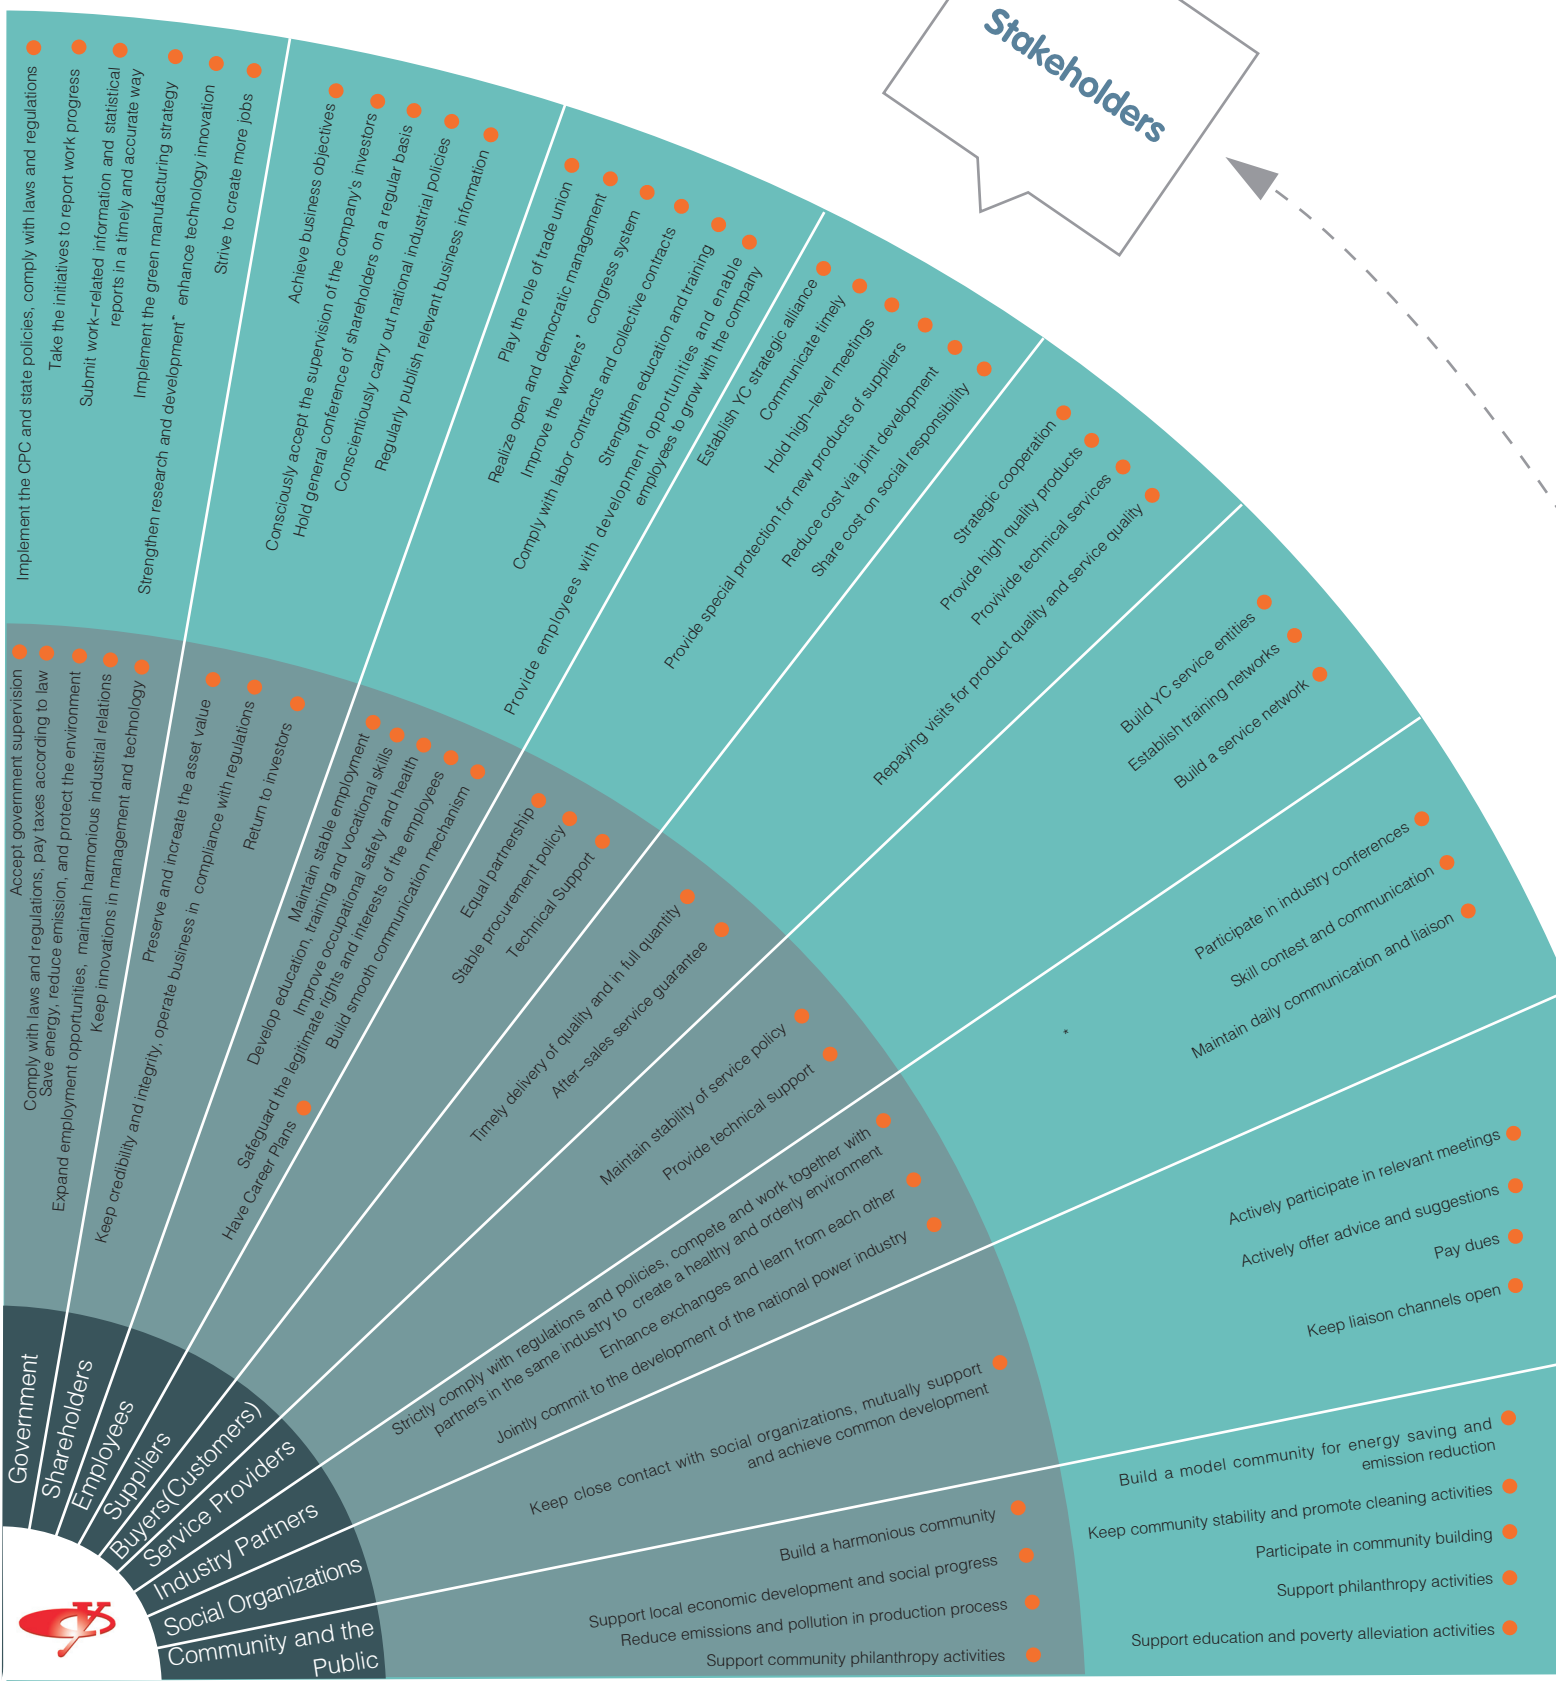 Stakeholders
Government
Accept government supervision
Comply with laws and regulations, pay taxes according to law
Save energy, reduce emission, and protect the environment
Expand employment opportunities, maintain harmonious industrial relations
Keep innovations in management and technology
Implement the CPC and state policies, comply with laws and regulations
Take the initiatives to report work progress
Submit work-related information and statistical
reports in a timely and accurate way
Implement the green manufacturing strategy
Strengthen research and development" enhance technology innovation
Strive to create more jobs
Shareholders
Preserve and increate the asset value
Keep credibility and integrity, operate business in compliance with regulations
Return to investors
Achieve business objectives
Consciously accept the supervision of the company's investors
Hold general conference of shareholders on a regular basis
Conscientiously carry out national industrial policies
Regularly publish relevant business information
Employees
Maintain stable employment
Develop education, training and vocational skills
Improve occupational safety and health
Safeguard the legitimate rights and interests of the employees
Build smooth communication mechanism
Have Career Plans
Play the role of trade union
Realize open and democratic management
Improve the workers' congress system
Comply with labor contracts and collective contracts
Strengthen education and training
Provide employees with development opportunities and enable
employees to grow with the company
Suppliers
Equal partnership
Stable procurement policy
Technical Support
Establish YC strategic alliance
Communicate timely
Hold high-level meetings
Provide special protection for new products of suppliers
Reduce cost via joint development
Share cost on social responsibility
Buyers(Customers)
Timely delivery of quality and in full quantity
After-sales service guarantee
Strategic cooperation
Provide high quality products
Provivide technical services
Repaying visits for product quality and service quality
Service Providers
Maintain stability of service policy
Provide technical support
Build YC service entities
Establish training networks
Build a service network
Industry Partners
Strictly comply with regulations and policies, compete and work together with
partners in the same industry to create a healthy and orderly environment
Enhance exchanges and learn from each other
Jointly commit to the development of the national power industry
Participate in industry conferences
Skill contest and communication
Maintain daily communication and liaison
Social Organizations
Keep close contact with social organizations, mutually support
and achieve common development
Actively participate in relevant meetings
Actively offer advice and suggestions
Pay dues
Keep liaison channels open
Community and the
Public
Build a harmonious community
Support local economic development and social progress
Reduce emissions and pollution in production process
Support community philanthropy activities
Build a model community for energy saving and
emission reduction
Keep community stability and promote cleaning activities
Participate in community building
Support philanthropy activities
Support education and poverty alleviation activities